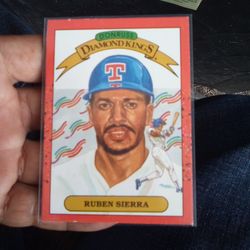 DONRUSS
DIAMOND KINGS
T
RUBEN SIERRA